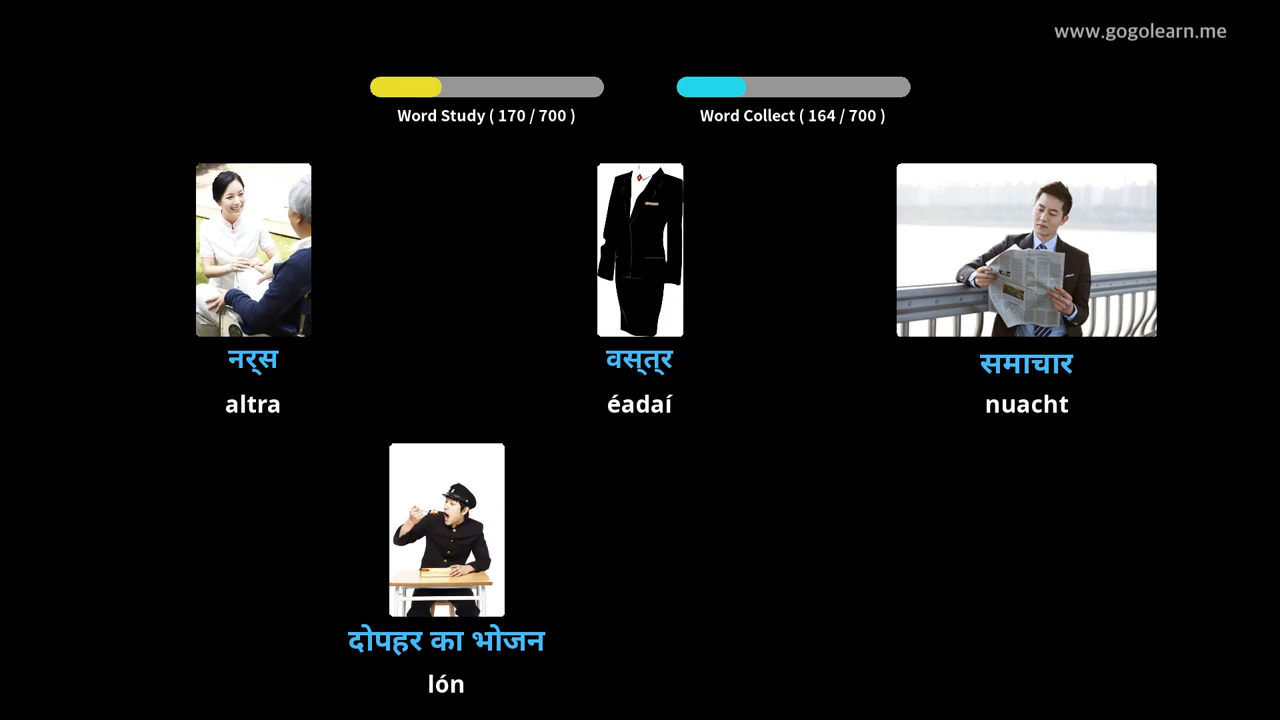 www.gogolearn.me
Word Study ( 170 / 700 )
Word Collect ( 164 / 700 )
नर्स
वस्त्र
समाचार
altra
éadaí
nuacht
दोपहर का भोजन
lón